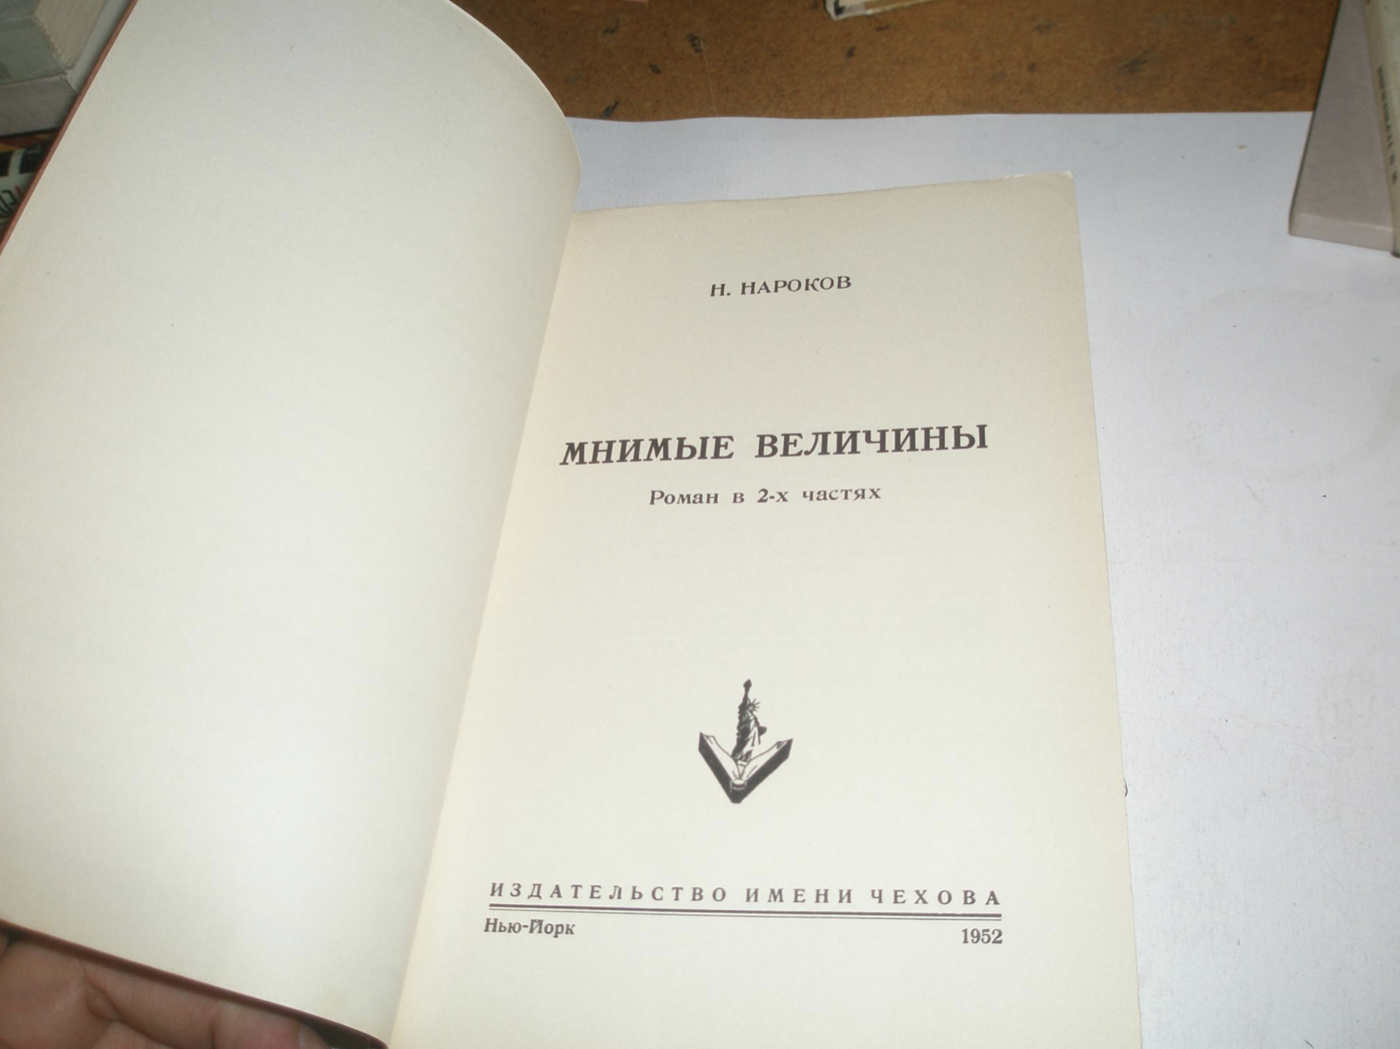 Н. НАРОКОВ
МНИМЫЕ ВЕЛИЧИНЫ
Роман в 2-х частях
ИЗДАТЕЛЬСТВО ИМЕНИ ЧЕХОВА
Нью-Йорк
1952